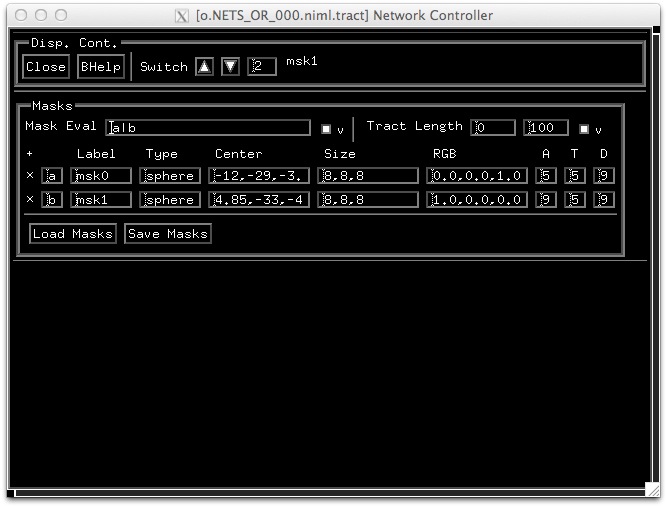 [o.NETS_OR_000.niml.tract] Network Controller
Disp. Cont.
Close BHelp Switch 2 msk1
Masks
Mask Eval a|b v Tract Length 0 100 v
+ Label Type Center Size RGB A T D
× a msk0 sphere -12,-29,-3. 8,8,8 0.0,0.0,1.0 5 5 9
× b msk1 sphere 4.85,-33,-4 8,8,8 1.0,0.0,0.0 9 5 9
Load Masks Save Masks